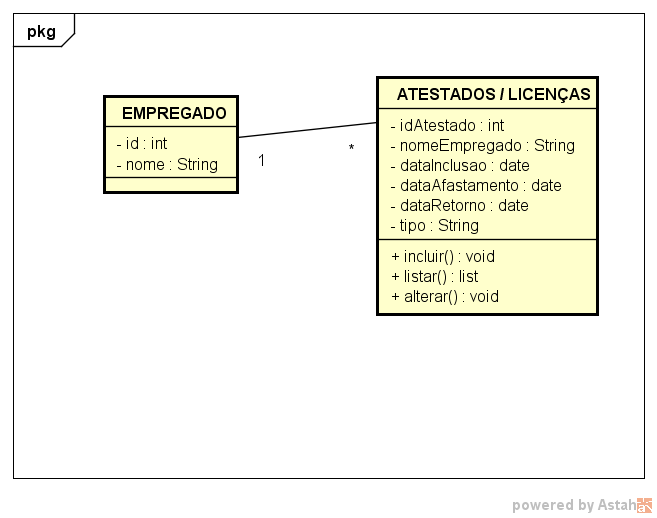 pkg
EMPREGADO
- id : int
- nome : String
1
*
ATESTADOS / LICENÇAS
- idAtestado : int
- nomeEmpregado : String
- dataInclusao : date
- dataAfastamento : date
- dataRetorno : date
- tipo : String
+ incluir() : void
+ listar() : list
+ alterar() : void
powered by Astah